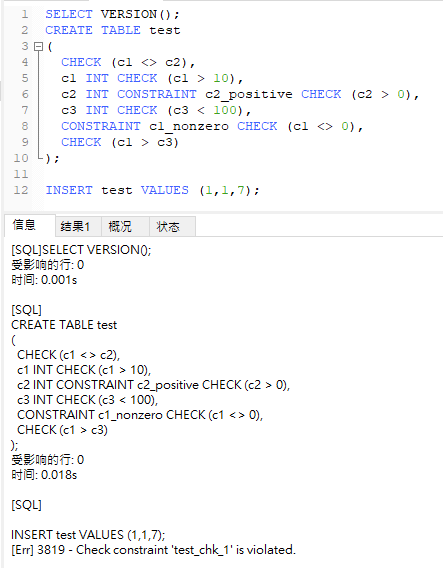 1 SELECT VERSION();
2 CREATE TABLE test
3 (
4 CHECK (c1 <> c2),
5 c1 INT CHECK (c1 > 10),
6 c2 INT CONSTRAINT c2_positive CHECK (c2 > 0),
7 c3 INT CHECK (c3 < 100),
8 CONSTRAINT c1_nonzero CHECK (c1 <> 0),
9 CHECK (c1 > c3)
10 );
11
12 INSERT test VALUES (1,1,7);
信息 结果1 概况 状态
[SQL]SELECT VERSION();
受影响的行: 0
时间: 0.001s
[SQL]
CREATE TABLE test
(
CHECK (c1 <> c2),
c1 INT CHECK (c1 > 10),
c2 INT CONSTRAINT c2_positive CHECK (c2 > 0),
c3 INT CHECK (c3 < 100),
CONSTRAINT c1_nonzero CHECK (c1 <> 0),
CHECK (c1 > c3)
);
受影响的行: 0
时间: 0.018s
[SQL]
INSERT test VALUES (1,1,7);
[Err] 3819 - Check constraint 'test_chk_1' is violated.